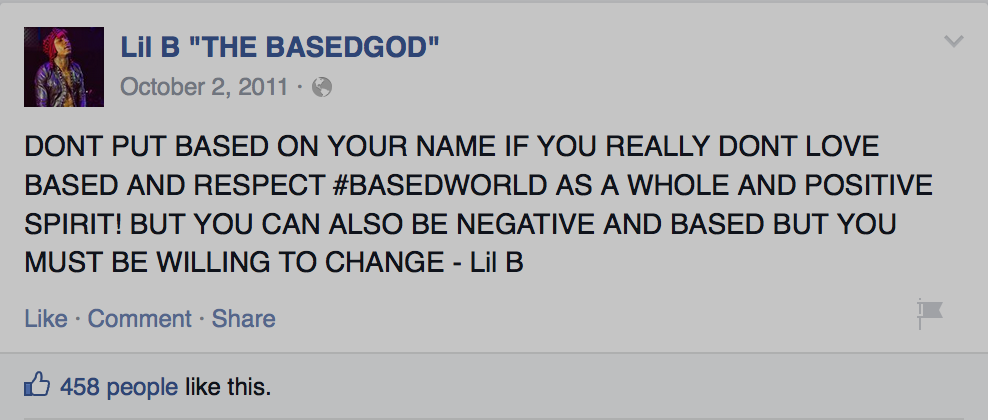 Lil B "THE BASEDGOD"
October 2, 2011 ·
DONT PUT BASED ON YOUR NAME IF YOU REALLY DONT LOVE
BASED AND RESPECT #BASEDWORLD AS A WHOLE AND POSITIVE
SPIRIT! BUT YOU CAN ALSO BE NEGATIVE AND BASED BUT YOU
MUST BE WILLING TO CHANGE - Lil B
Like · Comment · Share
458 people like this.